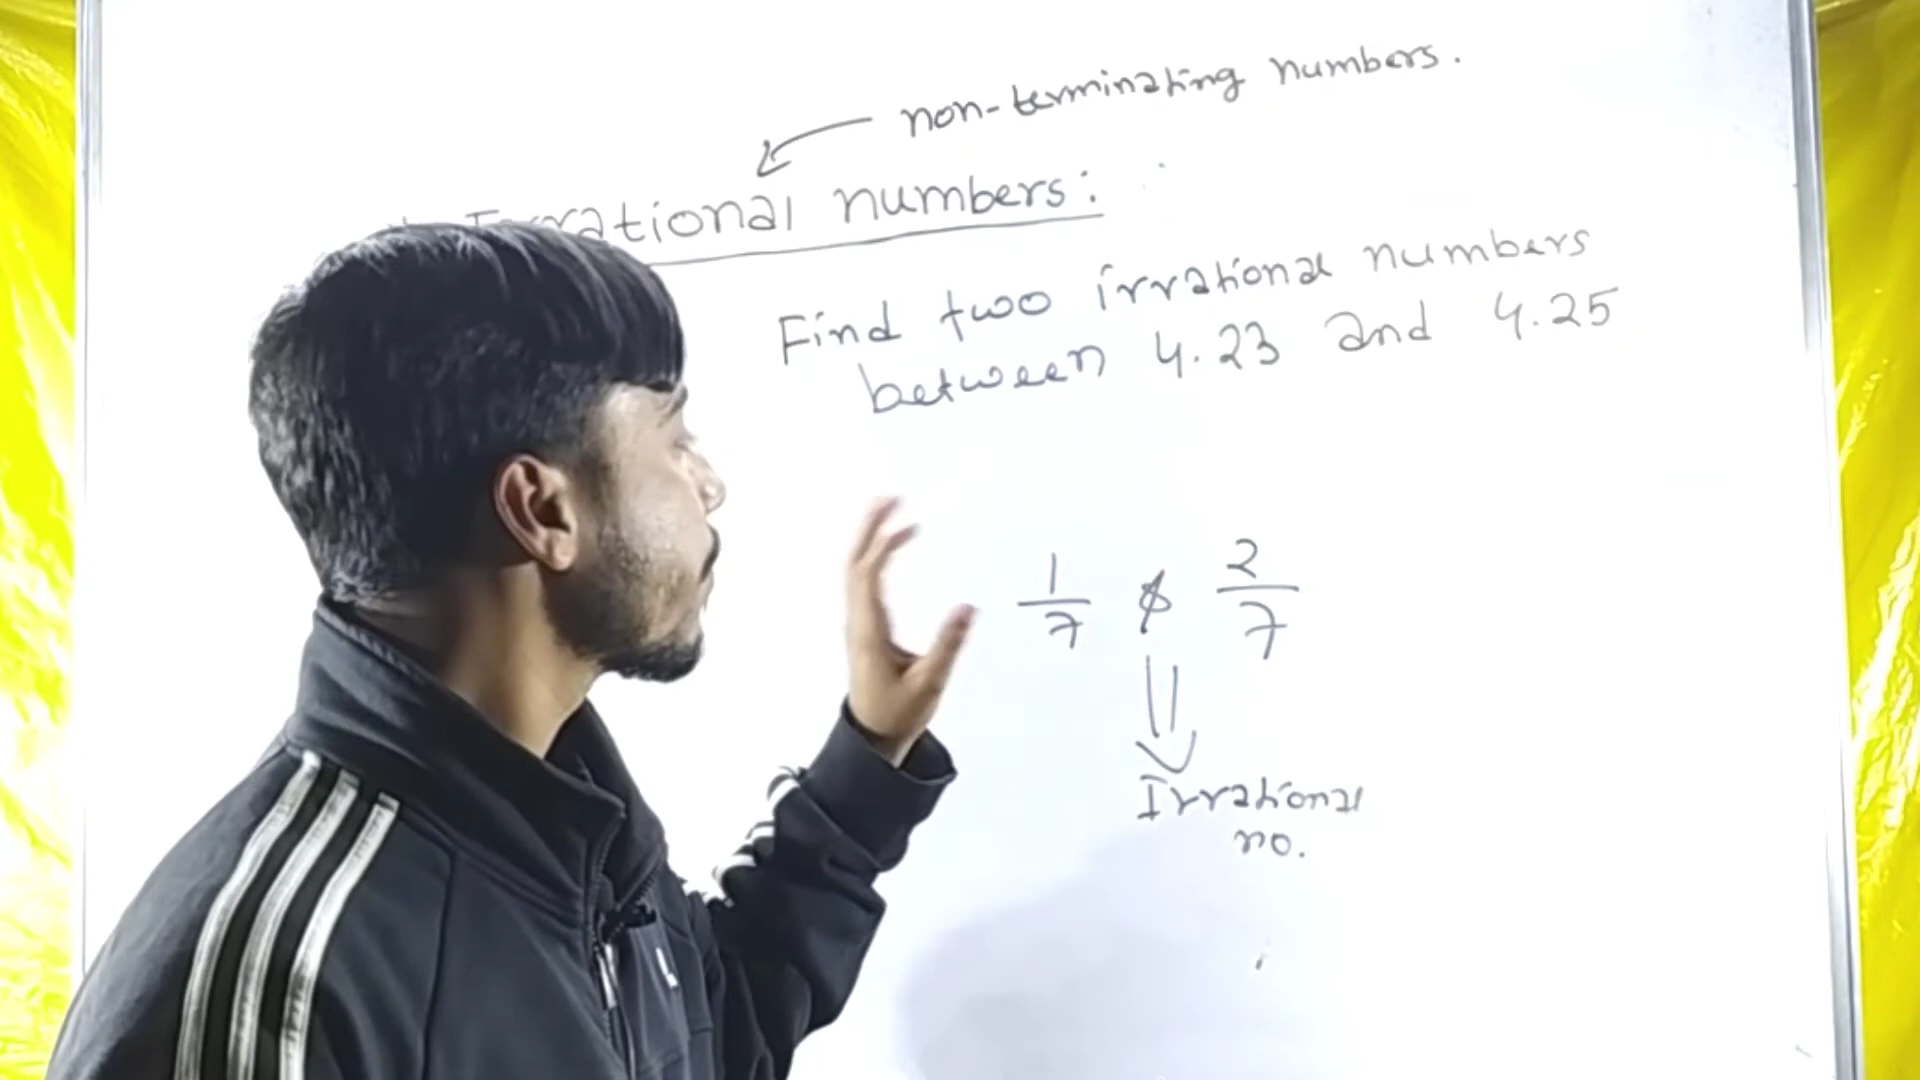 non-terminating numbers.
Irrational numbers:
Find two irrational numbers
between 4.23 and 4.25
1/7 & 2/7
Irrational
no.